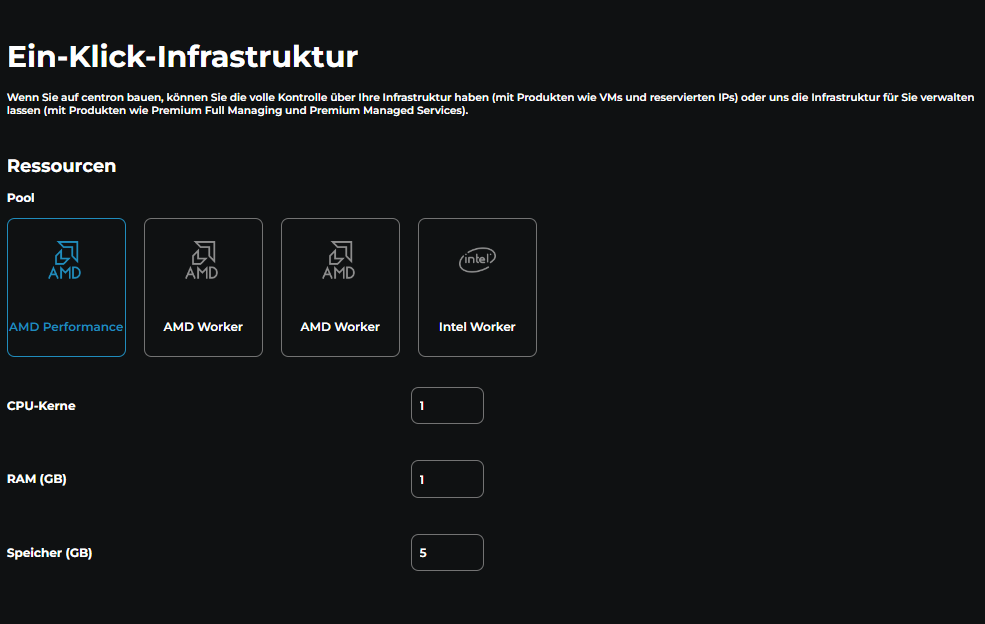 Ein-Klick-Infrastruktur
Wenn Sie auf centron bauen, können Sie die volle Kontrolle über Ihre Infrastruktur haben (mit Produkten wie VMs und reservierten IPs) oder uns die Infrastruktur für Sie verwalten
lassen (mit Produkten wie Premium Full Managing und Premium Managed Services).
Ressourcen
Pool
AMD
AMD Performance
AMD
AMD Worker
AMD
AMD Worker
intel
Intel Worker
CPU-Kerne
1
RAM (GB)
1
Speicher (GB)
5